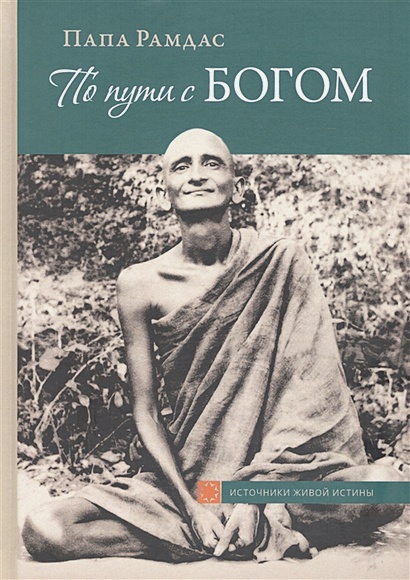 Папа Рамдас
По пути с БОГОМ
ИСТОЧНИКИ ЖИВОЙ ИСТИНЫ